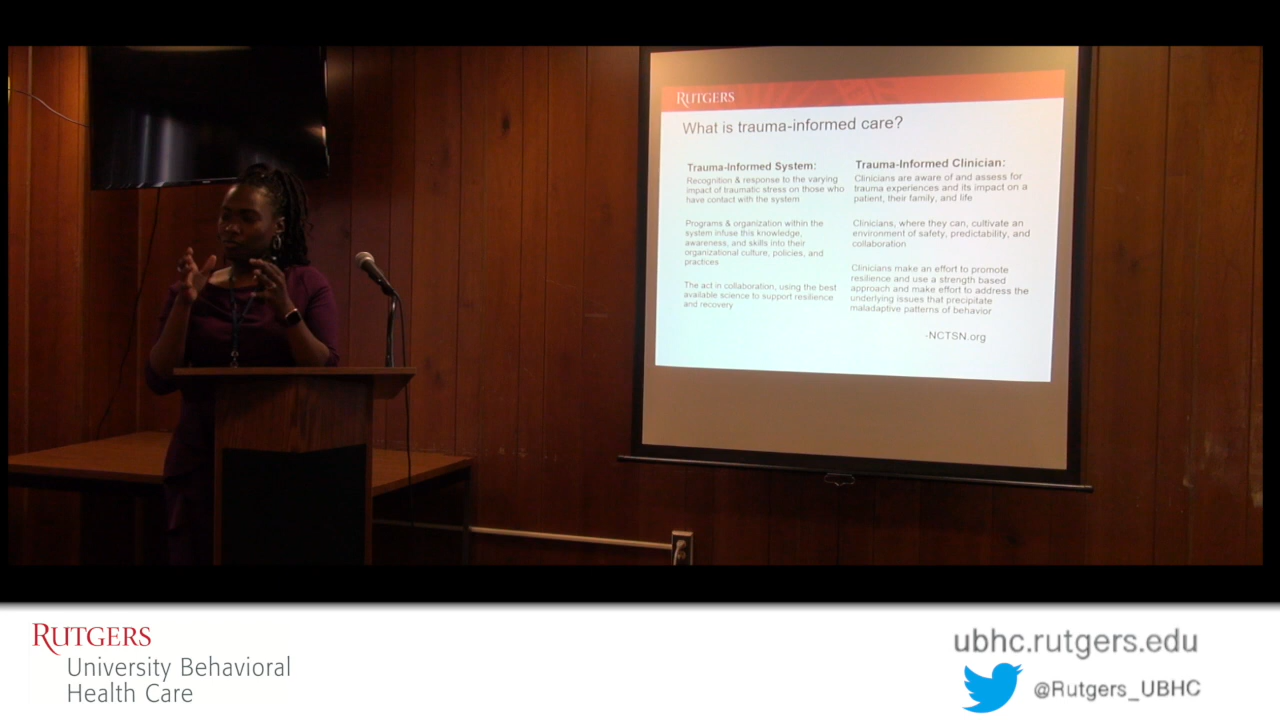 RUTGERS
What is trauma-informed care?
Trauma-Informed System:
Recognition & response to the varying
impact of traumatic stress on those who
have contact with the system
Programs & organization within the
system infuse this knowledge,
awareness, and skills into their
organizational culture, policies, and
practices
The act in collaboration, using the best
available science to support resilience
and recovery
Trauma-Informed Clinician:
Clinicians are aware of and assess for
trauma experiences and its impact on a
patient, their family, and life
Clinicians, where they can, cultivate an
environment of safety, predictability, and
collaboration
Clinicians make an effort to promote
resilience and use a strength based
approach and make effort to address the
underlying issues that precipitate
maladaptive patterns of behavior
-NCTSN.org
RUTGERS
University Behavioral
Health Care
ubhc.rutgers.edu
@Rutgers_UBHC